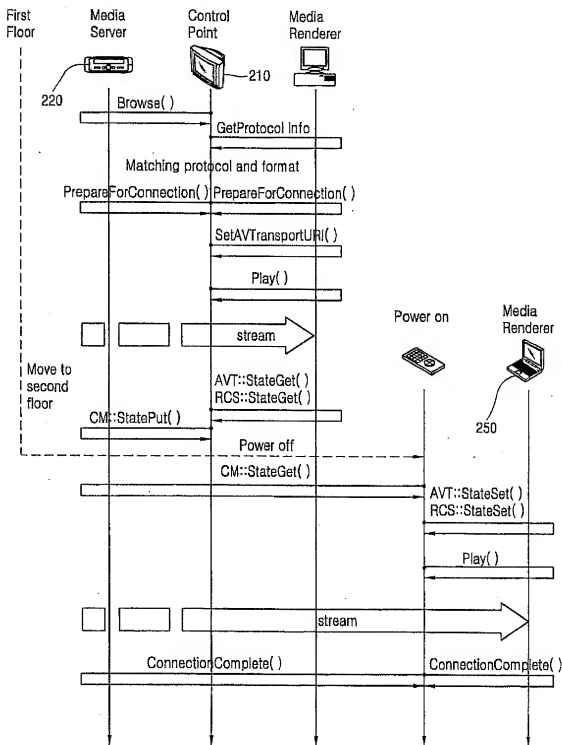 First
Floor
Media
Server
Control
Point
Media
Renderer
220
210
Browse( )
GetProtocol Info
Matching protocol and format
PrepareForConnection( )
PrepareForConnection( )
SetAVTransportURI( )
Play( )
stream
Power on
Media
Renderer
250
Move to
second
floor
AVT::StateGet( )
RCS::StateGet( )
CM::StatePut( )
Power off
CM::StateGet( )
AVT::StateSet( )
RCS::StateSet( )
Play( )
stream
ConnectionComplete( )
ConnectionComplete( )